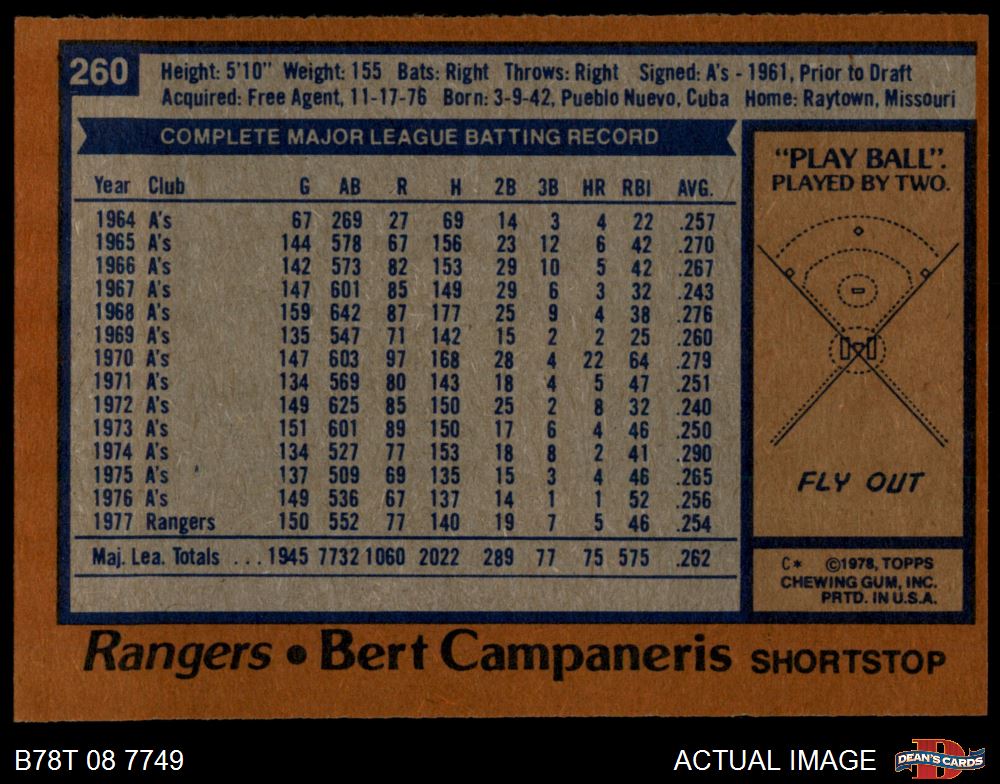 260
Height: 5'10" Weight: 155 Bats: Right Throws: Right Signed: A's - 1961, Prior to Draft
Acquired: Free Agent, 11-17-76 Born: 3-9-42, Pueblo Nuevo, Cuba Home: Raytown, Missouri
COMPLETE MAJOR LEAGUE BATTING RECORD
Year Club G AB R H 2B 3B HR RBI AVG.
1964 A's 67 269 27 69 14 3 4 22 .257
1965 A's 144 578 67 156 23 12 6 42 .270
1966 A's 142 573 82 153 29 10 5 42 .267
1967 A's 147 601 85 149 29 6 3 32 .243
1968 A's 159 642 87 177 25 9 4 38 .276
1969 A's 135 547 71 142 15 2 2 25 .260
1970 A's 147 603 97 168 28 4 22 64 .279
1971 A's 134 569 80 143 18 4 5 47 .251
1972 A's 149 625 85 150 25 2 8 32 .240
1973 A's 151 601 89 150 17 6 4 46 .250
1974 A's 134 527 77 153 18 8 2 41 .290
1975 A's 137 509 69 135 15 3 4 46 .265
1976 A's 149 536 67 137 14 1 1 52 .256
1977 Rangers 150 552 77 140 19 7 5 46 .254
Maj. Lea. Totals ... 1945 7732 1060 2022 289 77 75 575 .262
"PLAY BALL".
PLAYED BY TWO.
FLY OUT
C* ©1978, TOPPS
CHEWING GUM, INC.
PRTD. IN U.S.A.
Rangers • Bert Campaneris SHORTSTOP
B78T 08 7749
ACTUAL IMAGE
D
DEAN'S CARDS